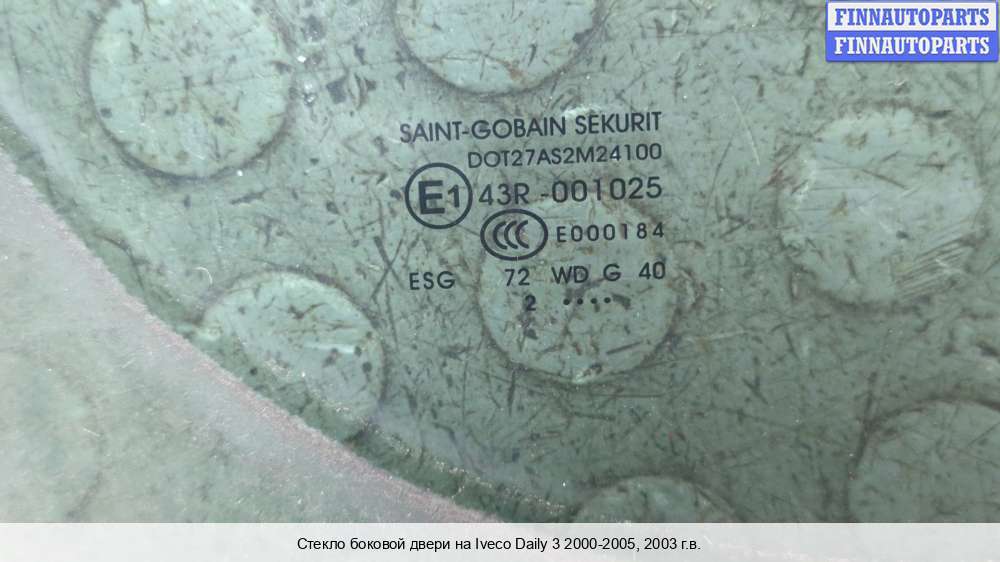 FINNAUTOPARTS
FINNAUTOPARTS
SAINT-GOBAIN SEKURIT
DOT27AS2M24100
E1 43R -001025
CCC E000184
ESG 72 WD G 40
2 ••••
Стекло боковой двери на Iveco Daily 3 2000-2005, 2003 г.в.